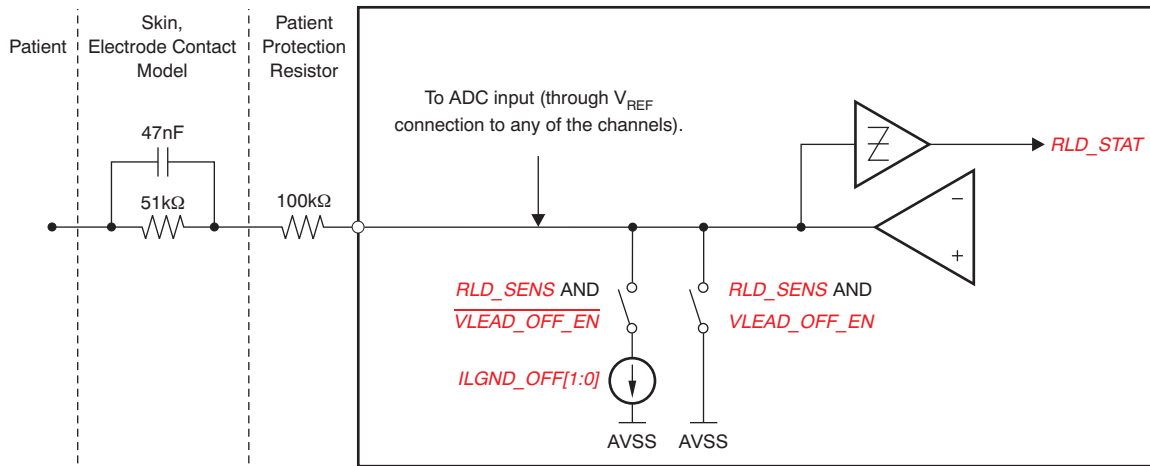 Patient
Skin,
Electrode Contact
Model
Patient
Protection
Resistor
To ADC input (through VREF
connection to any of the channels).
47nF
51kΩ
100kΩ
RLD_STAT
−
+
RLD_SENS AND
VLEAD_OFF_EN
RLD_SENS AND
VLEAD_OFF_EN
ILGND_OFF[1:0]
AVSS
AVSS